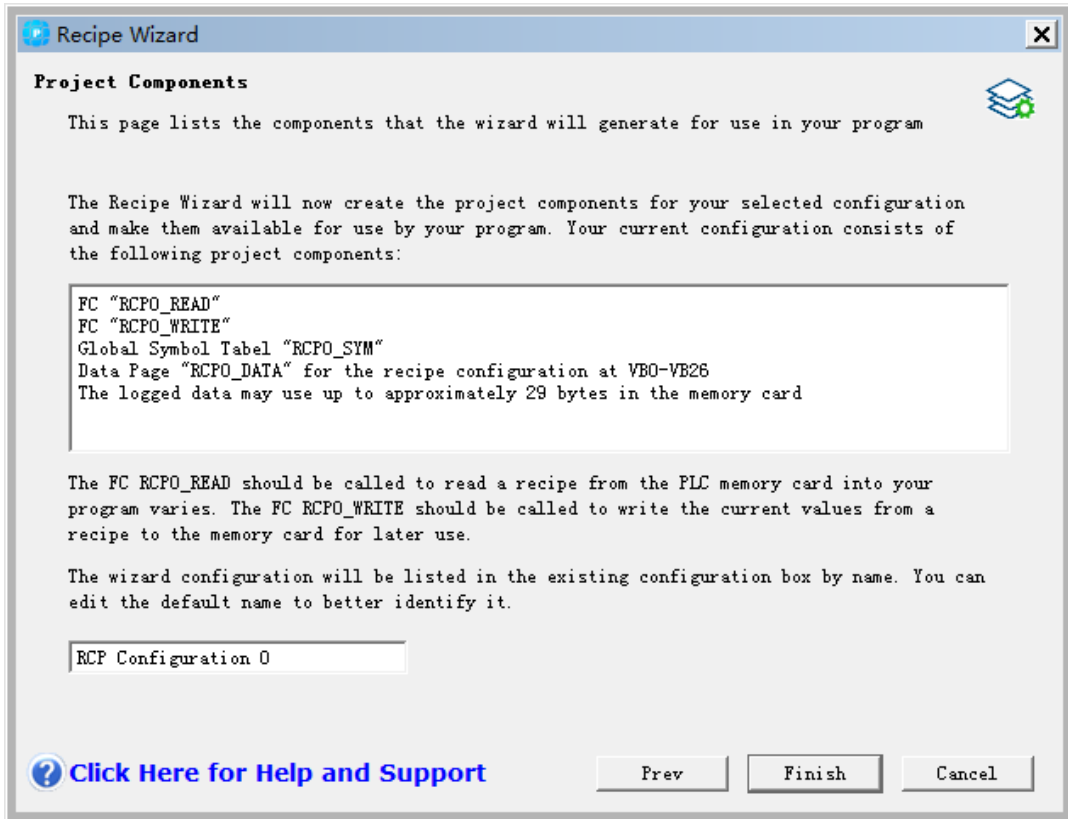 Recipe Wizard
Project Components
This page lists the components that the wizard will generate for use in your program
The Recipe Wizard will now create the project components for your selected configuration
and make them available for use by your program. Your current configuration consists of
the following project components:
FC "RCP0_READ"
FC "RCP0_WRITE"
Global Symbol Tabel "RCP0_SYM"
Data Page "RCP0_DATA" for the recipe configuration at VB0-VB26
The logged data may use up to approximately 29 bytes in the memory card
The FC RCP0_READ should be called to read a recipe from the PLC memory card into your
program varies. The FC RCP0_WRITE should be called to write the current values from a
recipe to the memory card for later use.
The wizard configuration will be listed in the existing configuration box by name. You can
edit the default name to better identify it.
RCP Configuration 0
Click Here for Help and Support
Prev
Finish
Cancel